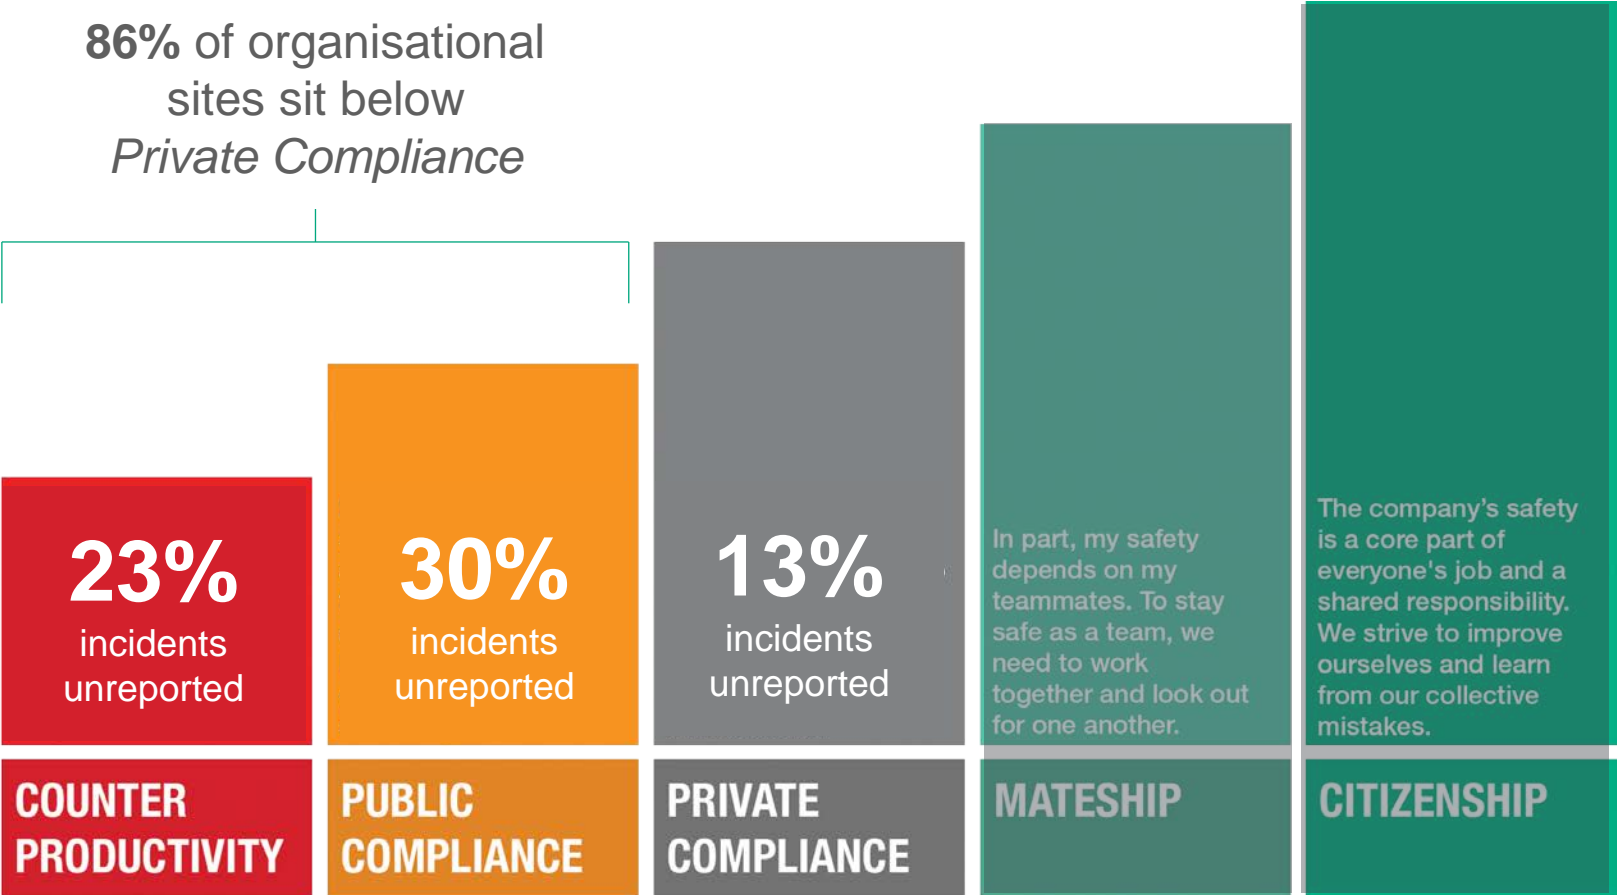 86% of organisational
sites sit below
Private Compliance
23%
incidents
unreported
30%
incidents
unreported
13%
incidents
unreported
In part, my safety
depends on my
teammates. To stay
safe as a team, we
need to work
together and look out
for one another.
The company's safety
is a core part of
everyone's job and a
shared responsibility.
We strive to improve
ourselves and learn
from our collective
mistakes.
COUNTER
PRODUCTIVITY
PUBLIC
COMPLIANCE
PRIVATE
COMPLIANCE
MATESHIP
CITIZENSHIP